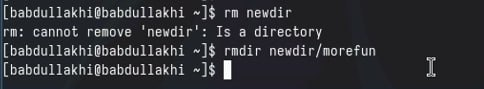 [babdullakhi@babdullakhi ~]$ rm newdir
rm: cannot remove 'newdir': Is a directory
[babdullakhi@babdullakhi ~]$ rmdir newdir/morefun
[babdullakhi@babdullakhi ~]$